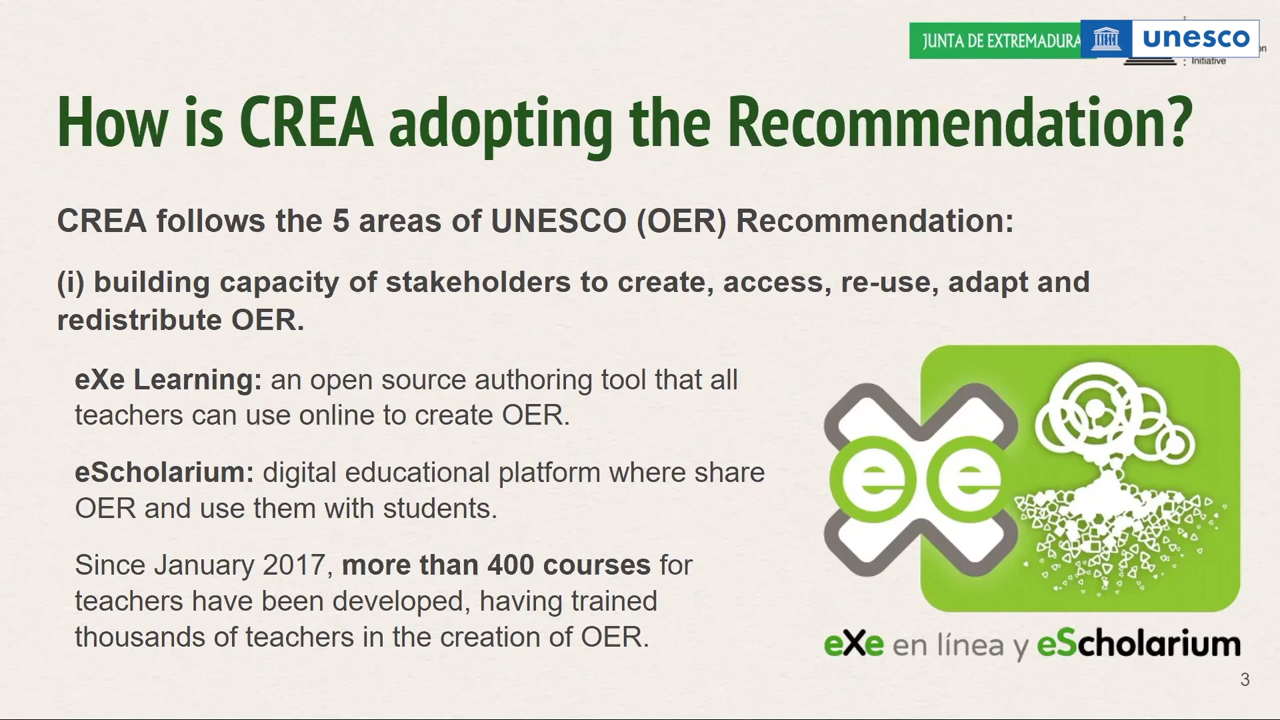 JUNTA DE EXTREMADURA
unesco
Initiative
How is CREA adopting the Recommendation?
CREA follows the 5 areas of UNESCO (OER) Recommendation:
(i) building capacity of stakeholders to create, access, re-use, adapt and
redistribute OER.
eXe Learning: an open source authoring tool that all
teachers can use online to create OER.
eScholarium: digital educational platform where share
OER and use them with students.
Since January 2017, more than 400 courses for
teachers have been developed, having trained
thousands of teachers in the creation of OER.
e e
eXe en línea y eScholarium
3